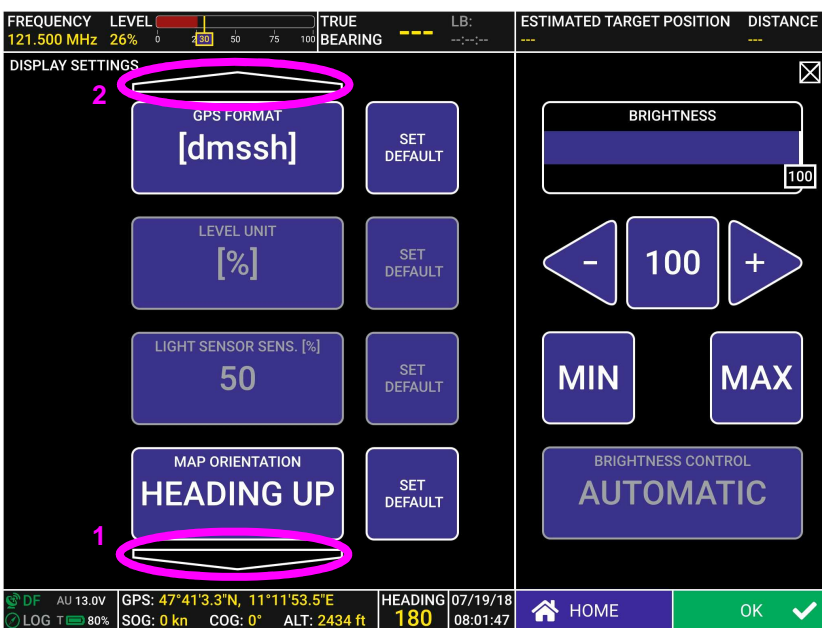 FREQUENCY LEVEL TRUE LB: ESTIMATED TARGET POSITION DISTANCE
121.500 MHz 26% 0 30 50 75 100 BEARING --- --:--:-- --- ---
DISPLAY SETTINGS
2
GPS FORMAT
[dmssh]
SET
DEFAULT
LEVEL UNIT
[%]
SET
DEFAULT
LIGHT SENSOR SENS. [%]
50
SET
DEFAULT
MAP ORIENTATION
HEADING UP
SET
DEFAULT
1
BRIGHTNESS
100
- 100 +
MIN MAX
BRIGHTNESS CONTROL
AUTOMATIC
DF AU 13.0V GPS: 47°41'3.3"N, 11°11'53.5"E HEADING 07/19/18
LOG T 80% SOG: 0 kn COG: 0° ALT: 2434 ft 180 08:01:47
HOME OK